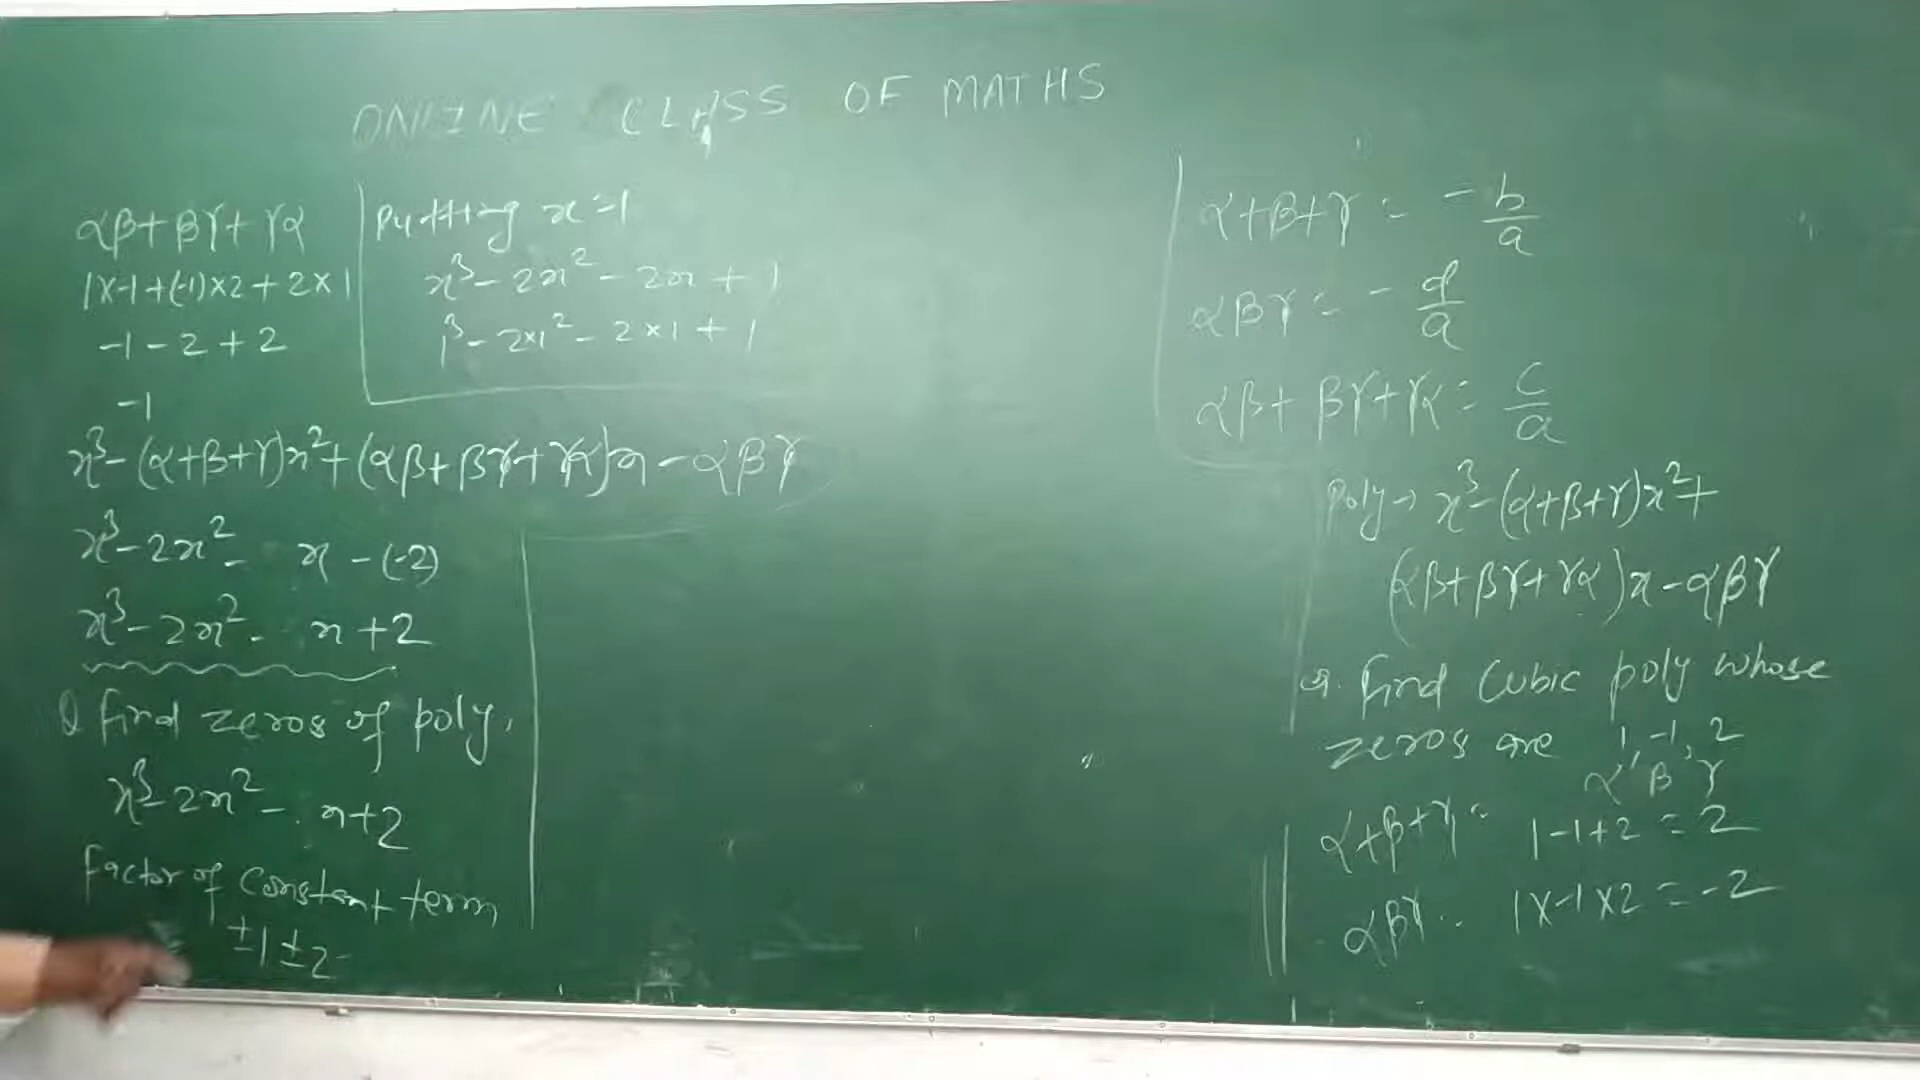 ONLINE CLASS OF MATHS
αβ+βγ+γα
1×-1+(-1)×2+2×1
-1-2+2
-1
Putting x=1
x³-2x²-2x+1
1³-2×1²-2×1+1
x³-(α+β+γ)x²+(αβ+βγ+γα)x-αβγ
x³-2x²- x-(-2)
x³-2x²- x+2
Q find zeros of poly.
x³-2x²- x+2
factor of constant term
±1 ±2
α+β+γ = -b/a
αβγ = -d/a
αβ+βγ+γα = c/a
Poly→ x³-(α+β+γ)x²+
(αβ+βγ+γα)x-αβγ
Q. find Cubic poly whose
zeros are 1,-1,2
α, β, γ
α+β+γ= 1-1+2=2
αβγ= 1×-1×2=-2